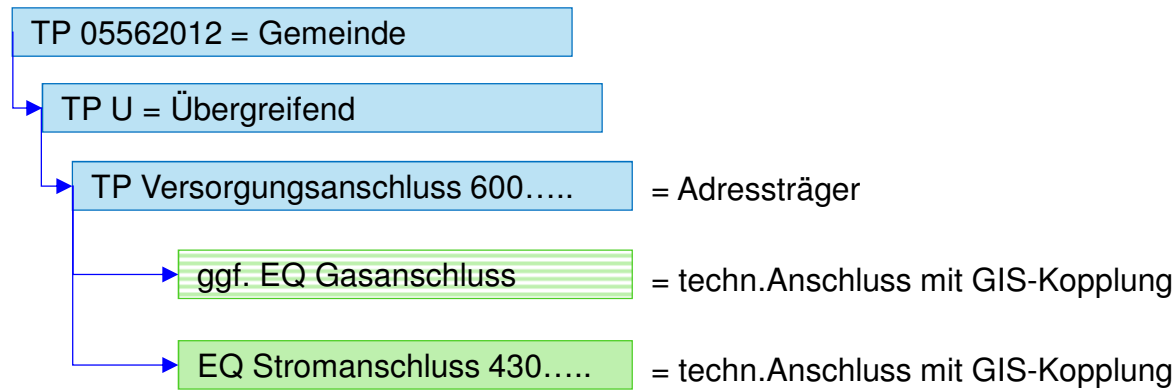 TP 05562012 = Gemeinde
TP U = Übergreifend
TP Versorgungsanschluss 600..... = Adressträger
ggf. EQ Gasanschluss = techn.Anschluss mit GIS-Kopplung
EQ Stromanschluss 430..... = techn.Anschluss mit GIS-Kopplung